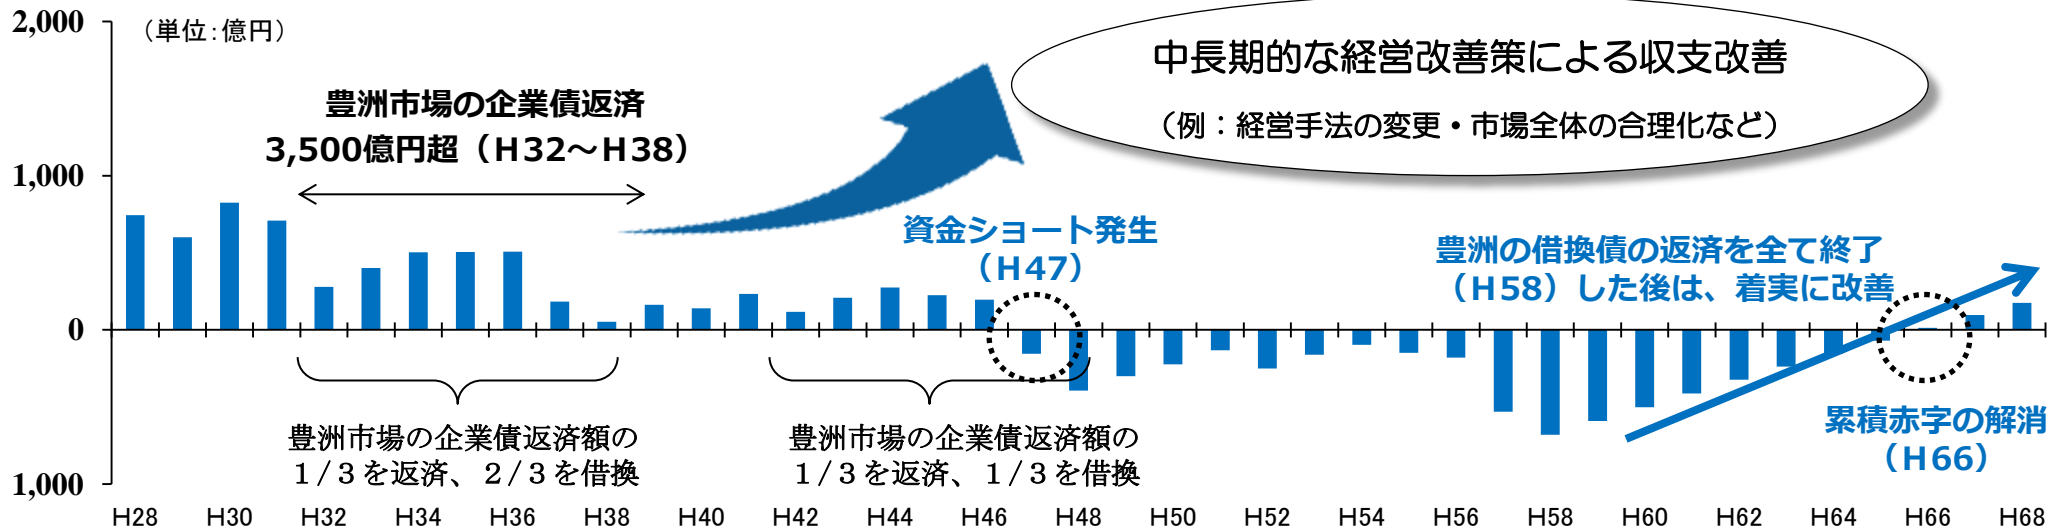 2,000
（単位：億円）
中長期的な経営改善策による収支改善
（例：経営手法の変更・市場全体の合理化など）
豊洲市場の企業債返済
3,500億円超（H32～H38）
1,000
資金ショート発生
（H47）
豊洲の借換債の返済を全て終了
（H58）した後は、着実に改善
0
累積赤字の解消
（H66）
豊洲市場の企業債返済額の
１/３を返済、２/３を借換
豊洲市場の企業債返済額の
１/３を返済、１/３を借換
1,000
H28 H30 H32 H34 H36 H38 H40 H42 H44 H46 H48 H50 H52 H54 H56 H58 H60 H62 H64 H66 H68